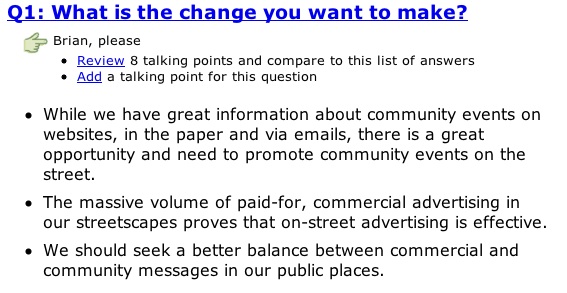 Q1: What is the change you want to make?
Brian, please
• Review 8 talking points and compare to this list of answers
• Add a talking point for this question
• While we have great information about community events on
websites, in the paper and via emails, there is a great
opportunity and need to promote community events on the
street.
• The massive volume of paid-for, commercial advertising in
our streetscapes proves that on-street advertising is effective.
• We should seek a better balance between commercial and
community messages in our public places.